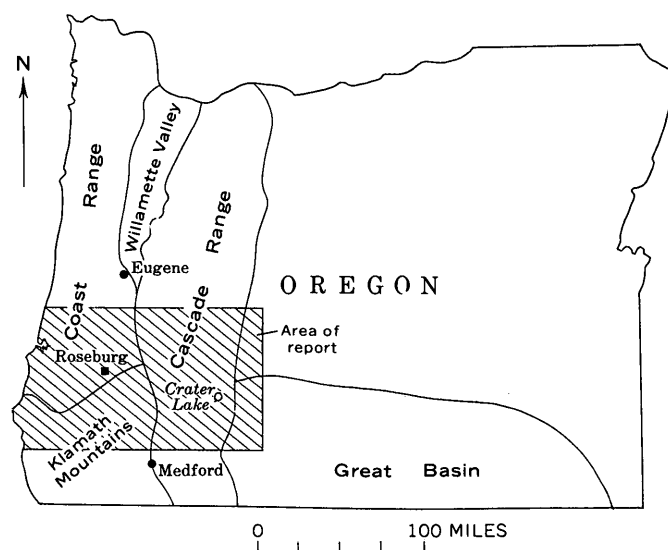 N
Coast Range
Willamette Valley
Cascade Range
Eugene
OREGON
Area of
report
Roseburg
Crater
Lake
Klamath
Mountains
Medford
Great Basin
0 100 MILES